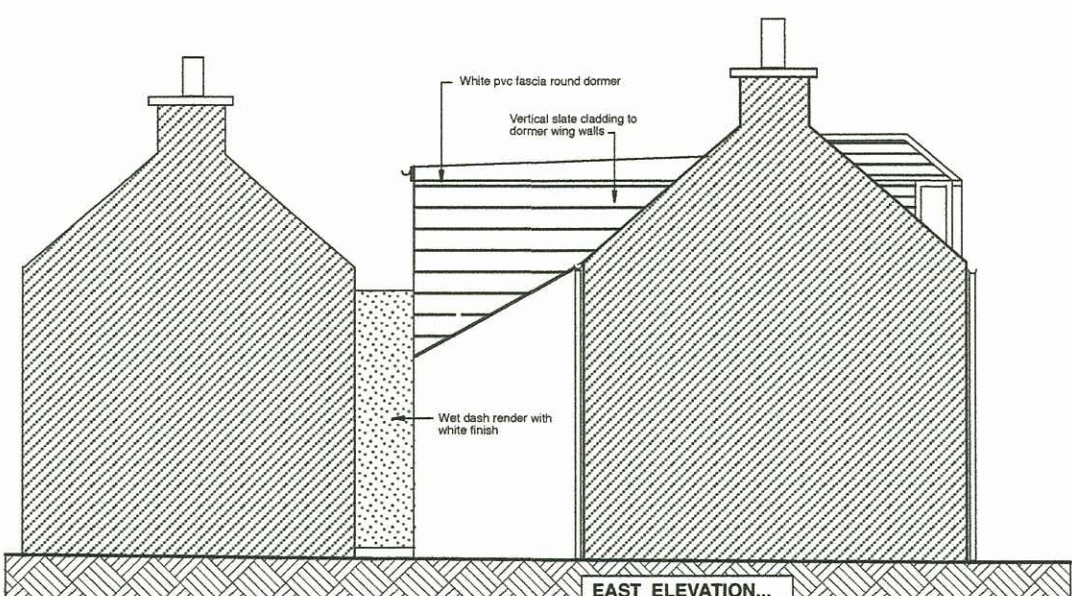 White pvc fascia round dormer
Vertical slate cladding to
dormer wing walls
Wet dash render with
white finish
EAST ELEVATION...